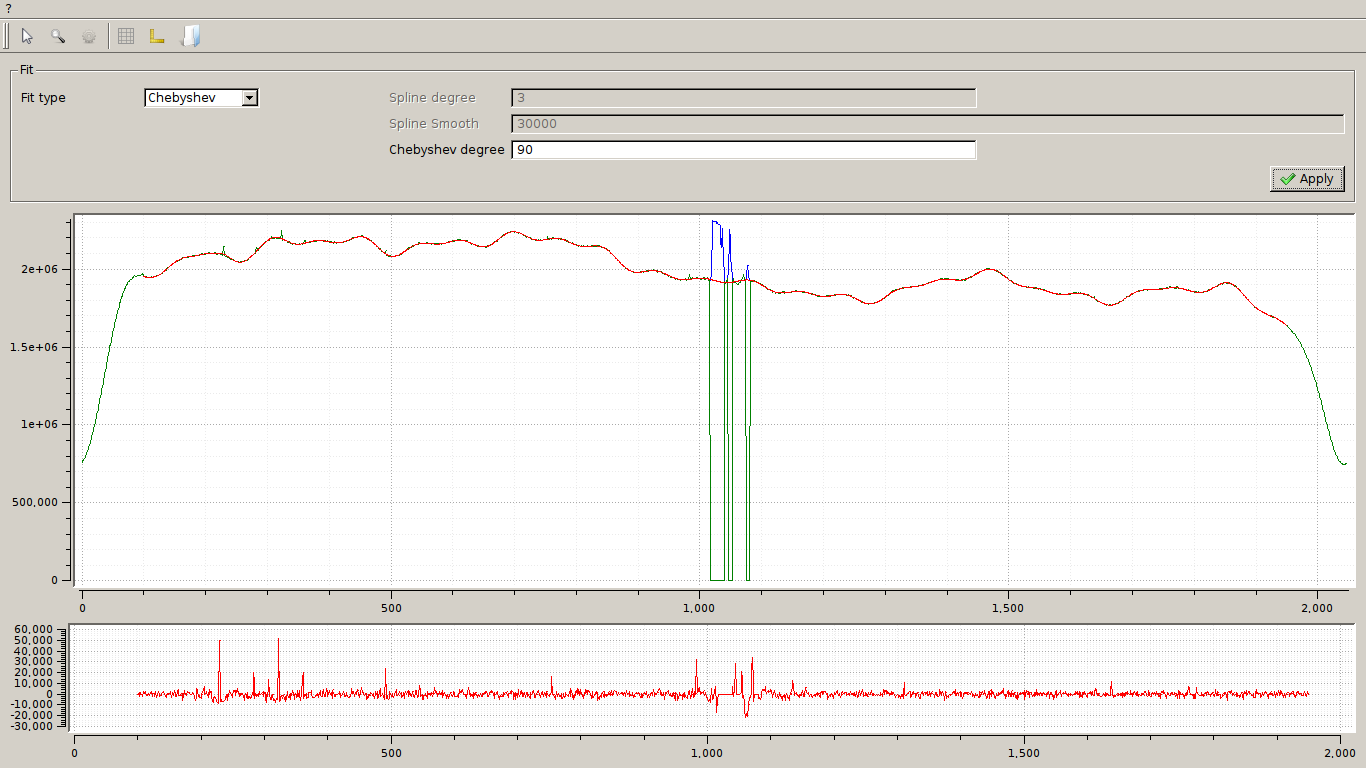 ?
Fit
Fit type Chebyshev Spline degree 3
Spline Smooth 30000
Chebyshev degree 90
Apply
2e+06
1.5e+06
1e+06
500,000
0
0 500 1,000 1,500 2,000
60,000
50,000
40,000
30,000
20,000
10,000
0
-10,000
-20,000
-30,000
0 500 1,000 1,500 2,000